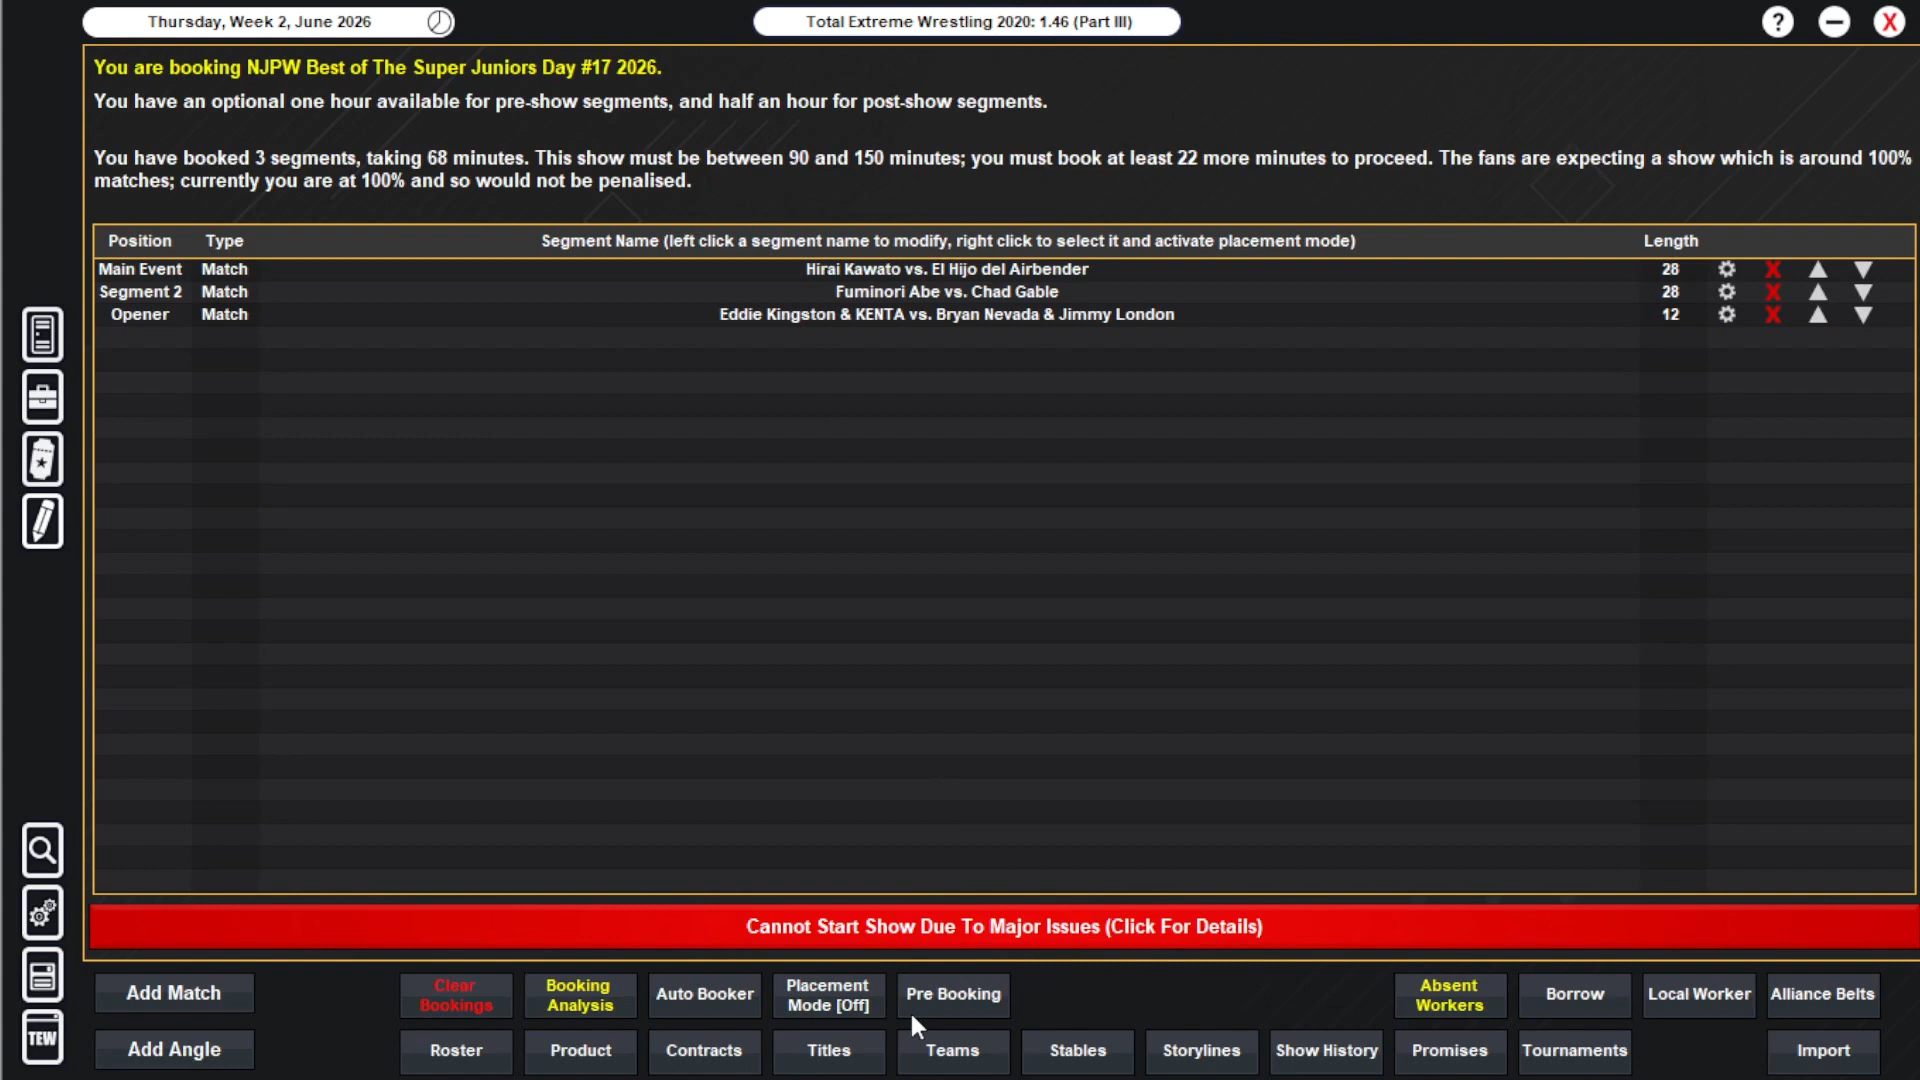 Thursday, Week 2, June 2026
Total Extreme Wrestling 2020: 1.46 (Part III)
?
X
You are booking NJPW Best of The Super Juniors Day #17 2026.
You have an optional one hour available for pre-show segments, and half an hour for post-show segments.
You have booked 3 segments, taking 68 minutes. This show must be between 90 and 150 minutes; you must book at least 22 more minutes to proceed. The fans are expecting a show which is around 100%
matches; currently you are at 100% and so would not be penalised.
Position Type Segment Name (left click a segment name to modify, right click to select it and activate placement mode) Length
Main Event Match Hirai Kawato vs. El Hijo del Airbender 28 X
Segment 2 Match Fuminori Abe vs. Chad Gable 28 X
Opener Match Eddie Kingston & KENTA vs. Bryan Nevada & Jimmy London 12 X
Cannot Start Show Due To Major Issues (Click For Details)
Add Match
Clear
Bookings
Booking
Analysis
Auto Booker
Placement
Mode [Off]
Pre Booking
Absent
Workers
Borrow
Local Worker
Alliance Belts
TEW
Add Angle
Roster
Product
Contracts
Titles
Teams
Stables
Storylines
Show History
Promises
Tournaments
Import